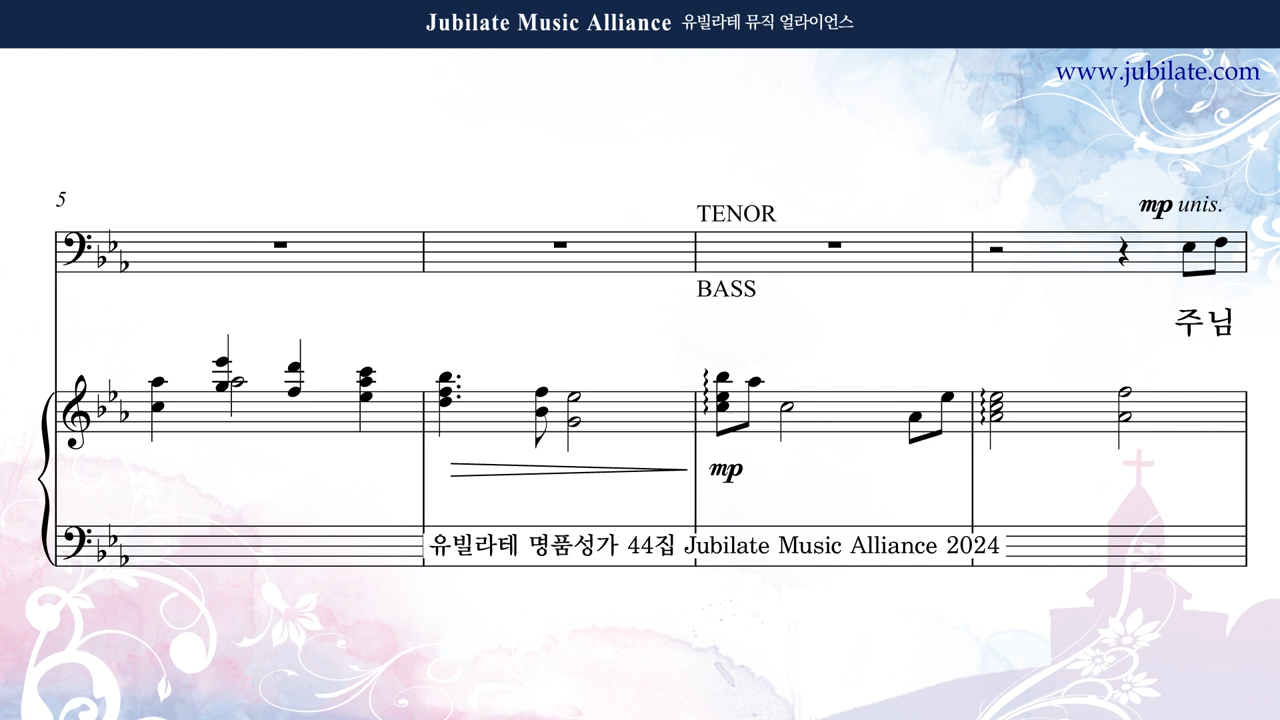 Jubilate Music Alliance 유빌라테 뮤직 얼라이언스
www.jubilate.com
5
TENOR
mp unis.
BASS
주님
mp
유빌라테 명품성가 44집 Jubilate Music Alliance 2024